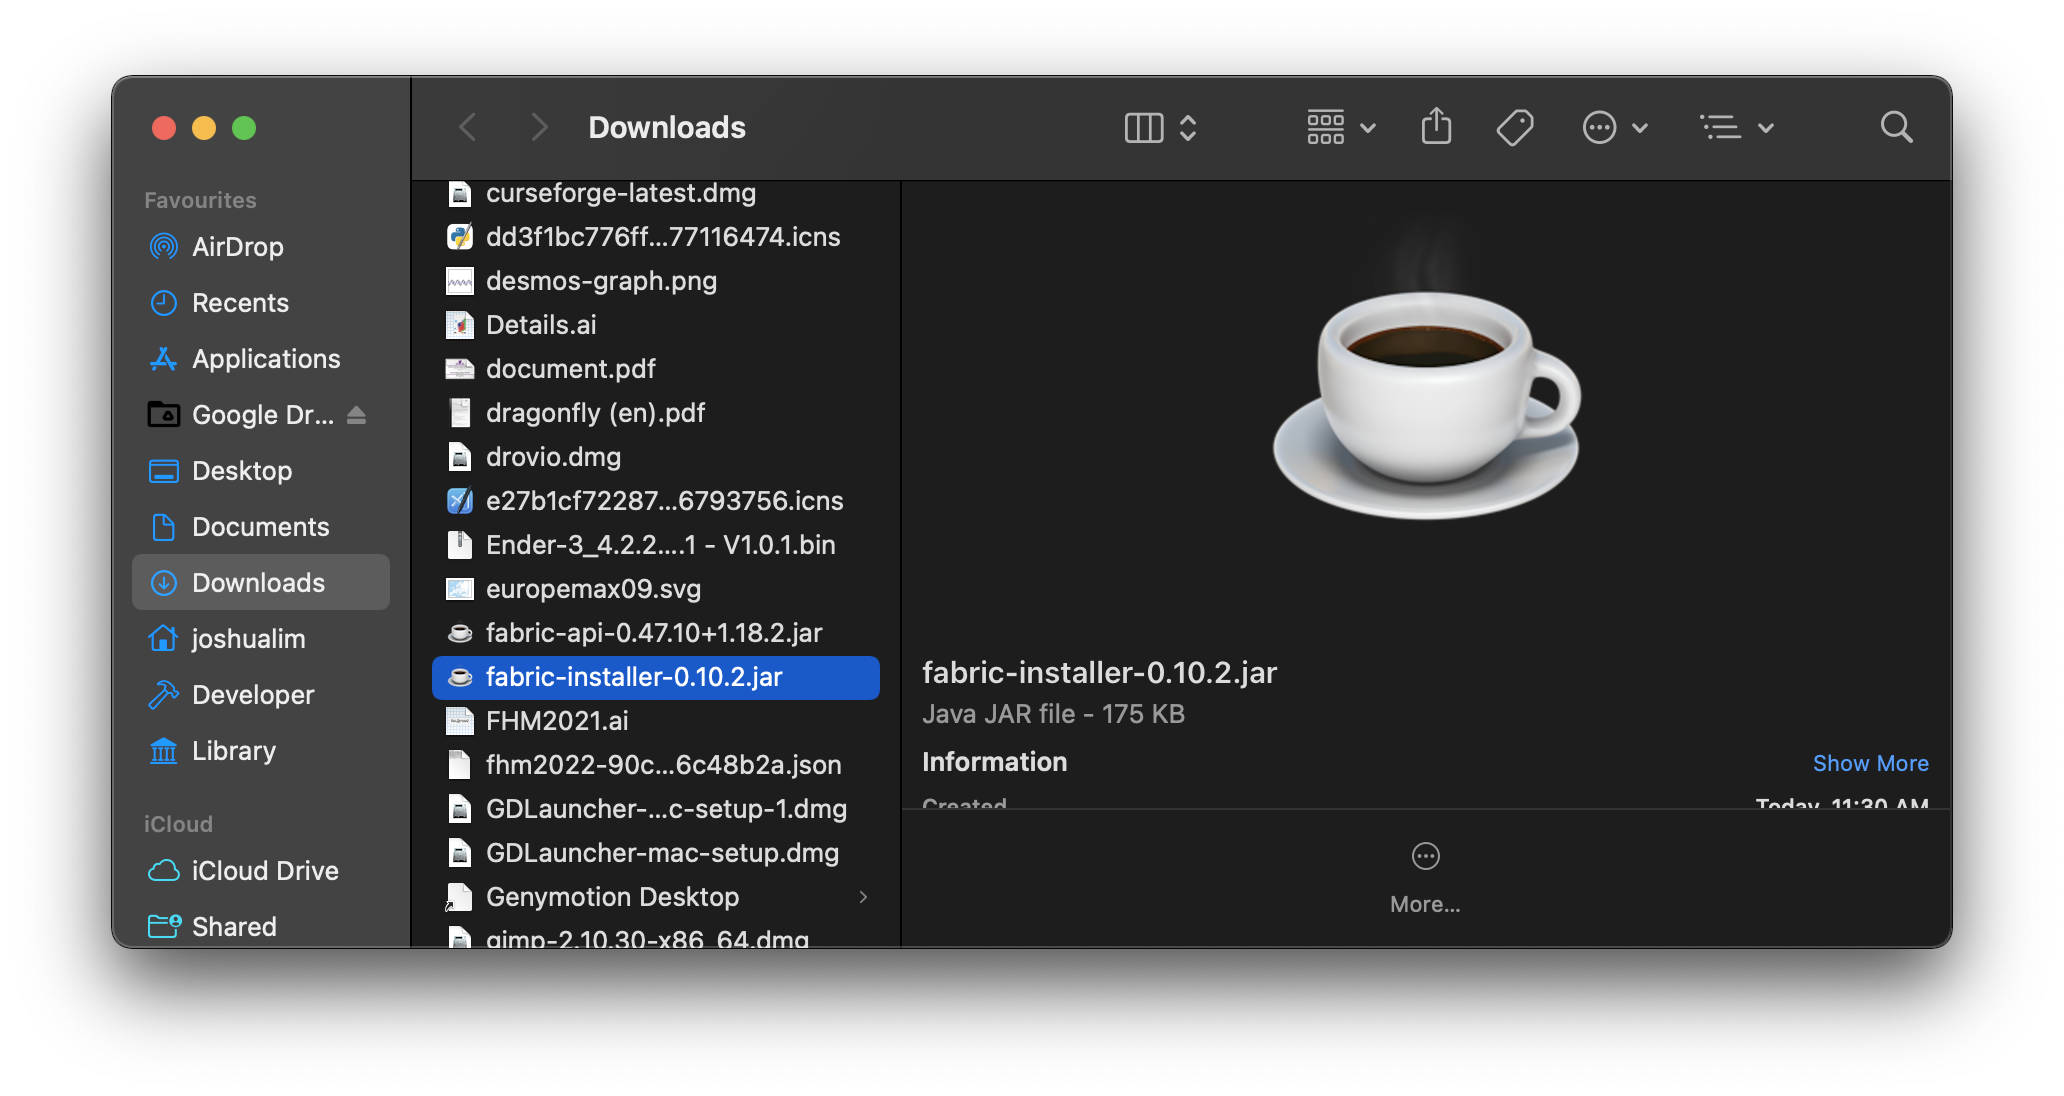 Downloads
Favourites
AirDrop
Recents
Applications
Google Dr...
Desktop
Documents
Downloads
joshualim
Developer
Library
iCloud
iCloud Drive
Shared
curseforge-latest.dmg
dd3f1bc776ff...77116474.icns
desmos-graph.png
Details.ai
document.pdf
dragonfly (en).pdf
drovio.dmg
e27b1cf72287...6793756.icns
Ender-3_4.2.2....1 - V1.0.1.bin
europemax09.svg
fabric-api-0.47.10+1.18.2.jar
fabric-installer-0.10.2.jar
FHM2021.ai
fhm2022-90c...6c48b2a.json
GDLauncher-...c-setup-1.dmg
GDLauncher-mac-setup.dmg
Genymotion Desktop
gimp-2.10.30-x86_64.dmg
fabric-installer-0.10.2.jar
Java JAR file - 175 KB
Information Show More
Created Today, 11:30 AM
More...